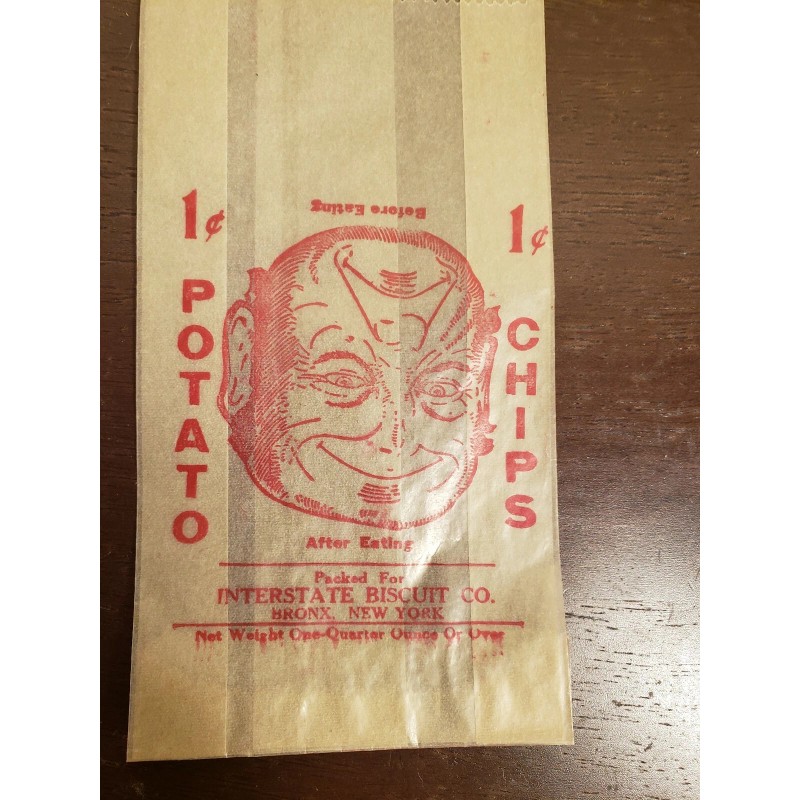 Before Eating
1¢ 1¢
POTATO
CHIPS
After Eating
Packed For
INTERSTATE BISCUIT CO.
BRONX, NEW YORK
Net Weight One-Quarter Ounce Or Over